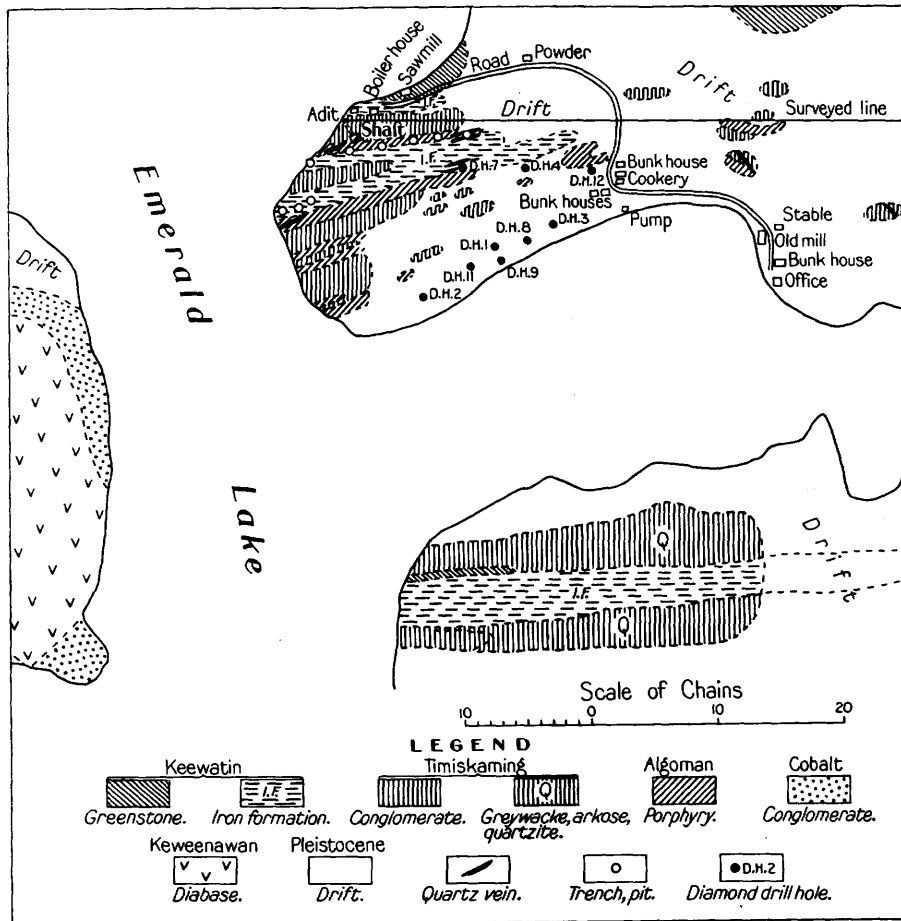 Boiler house
Sawmill
Road
Powder
Drift
Adit
I.F.
Drift
Surveyed line
Shaft
I.F.
D.H.7
D.H.4
D.H.12
Bunk house
Cookery
Bunk houses
Pump
D.H.3
D.H.8
D.H.1
D.H.9
D.H.11
D.H.2
Stable
Old mill
Bunk house
Office
Emerald
Lake
Drift
Q
I.F.
Q
Drift
Scale of Chains
10 0 10 20
LEGEND
Keewatin Timiskaming Algoman Cobalt
I.F. Q
Greenstone. Iron formation. Conglomerate. Greywacke, arkose, quartzite. Porphyry. Conglomerate.
Keweenawan Pleistocene
D.H.2
Diabase. Drift. Quartz vein. Trench, pit. Diamond drill hole.